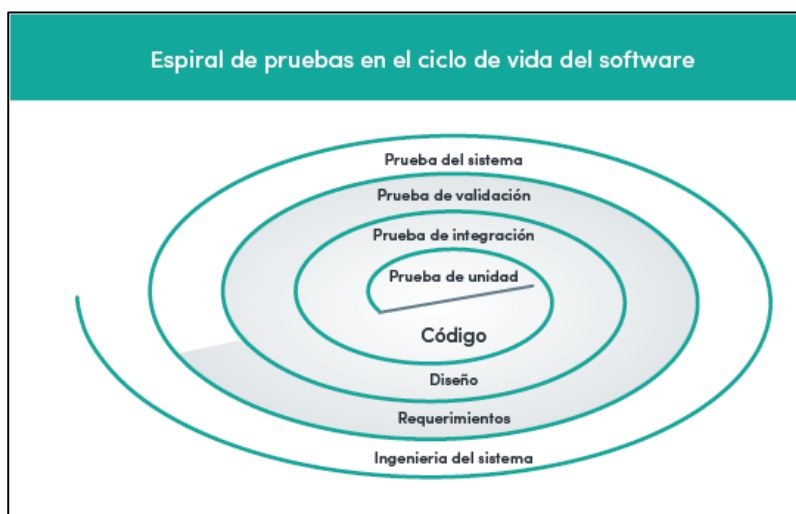 Espiral de pruebas en el ciclo de vida del software
Prueba del sistema
Prueba de validación
Prueba de integración
Prueba de unidad
Código
Diseño
Requerimientos
Ingenieria del sistema